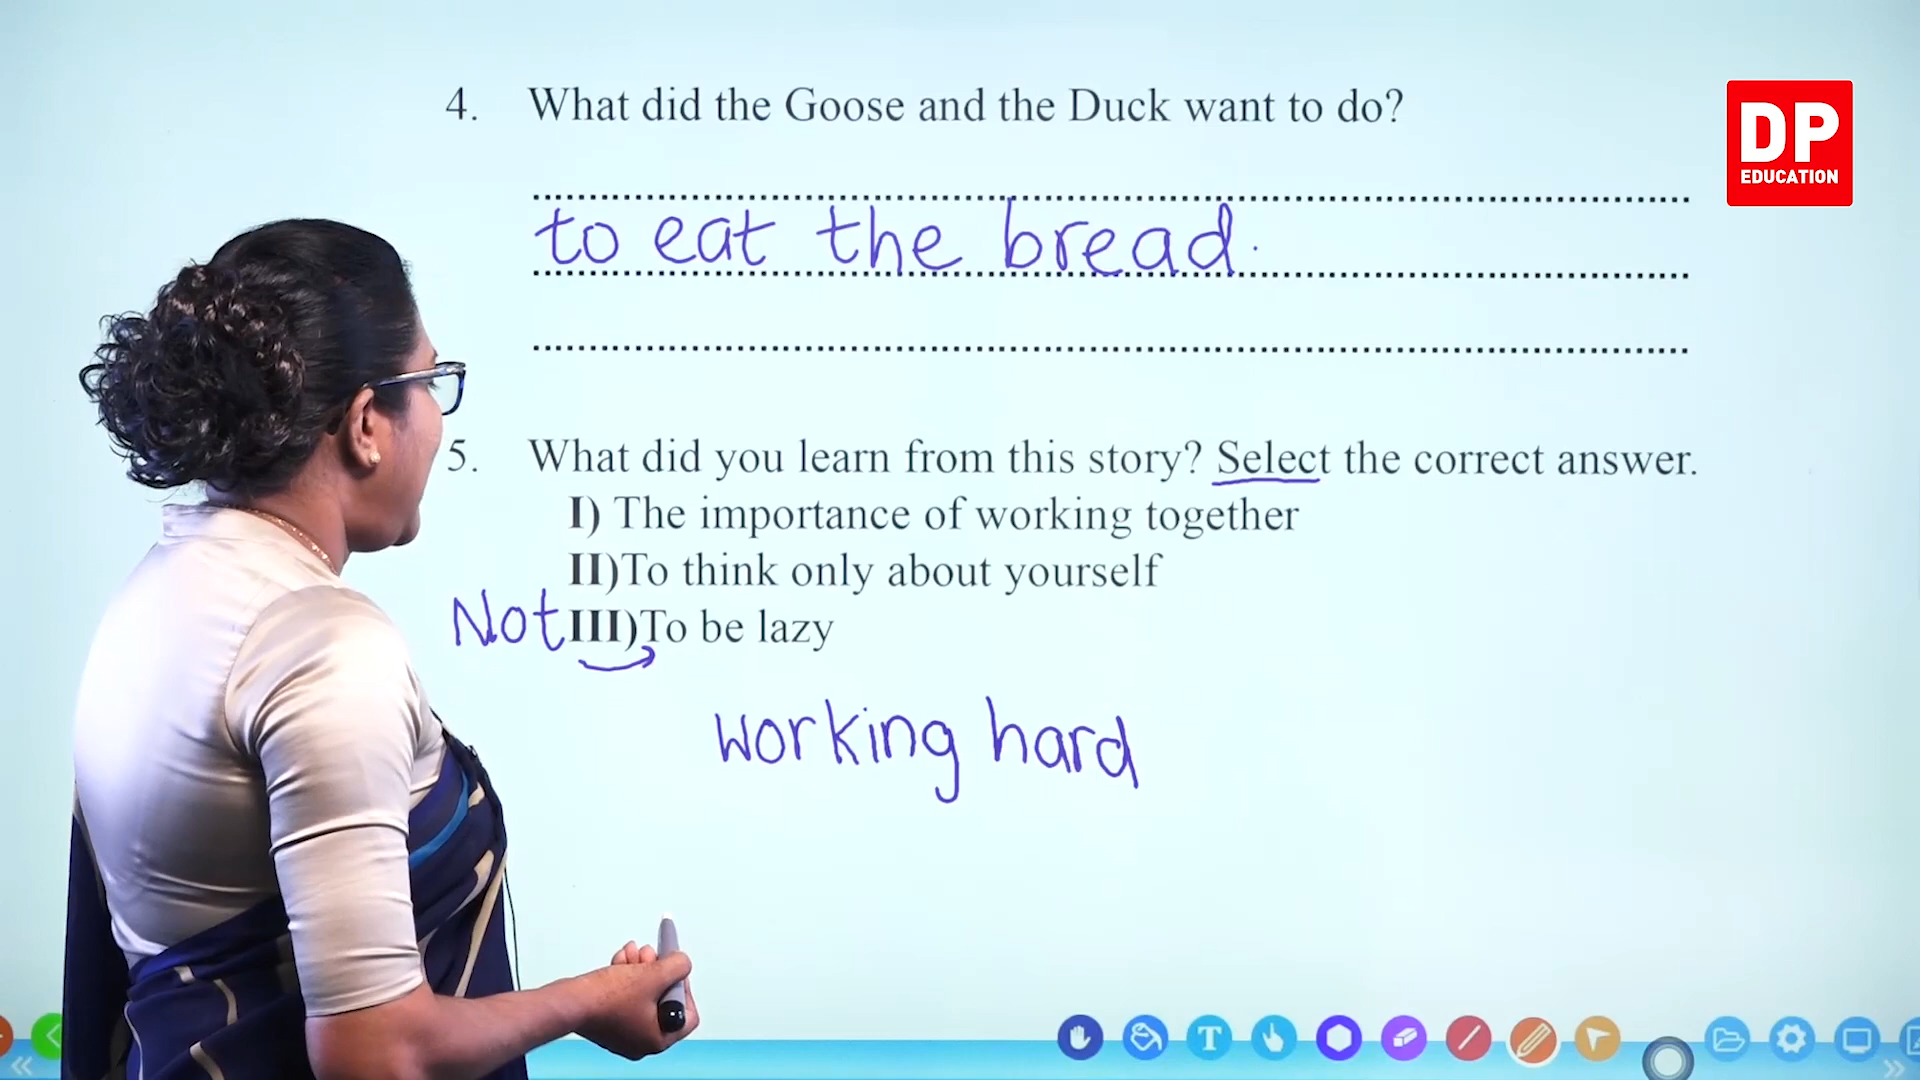 DP
EDUCATION
4. What did the Goose and the Duck want to do?
to eat the bread.
5. What did you learn from this story? Select the correct answer.
I) The importance of working together
II)To think only about yourself
Not III)To be lazy
working hard
T